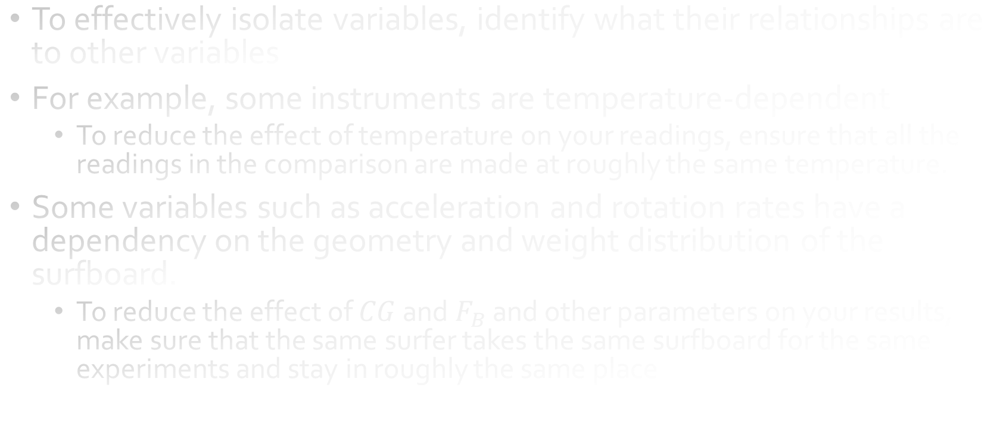 • To effectively isolate variables, identify what their relationships are
to other variables
• For example, some instruments are temperature-dependent
• To reduce the effect of temperature on your readings, ensure that all the
readings in the comparison are made at roughly the same temperature
• Some variables such as acceleration and rotation rates have a
dependency on the geometry and weight distribution of the
surfboard.
• To reduce the effect of CG and F_B and other parameters on your results,
make sure that the same surfer takes the same surfboard for the same
experiments and stay in roughly the same place